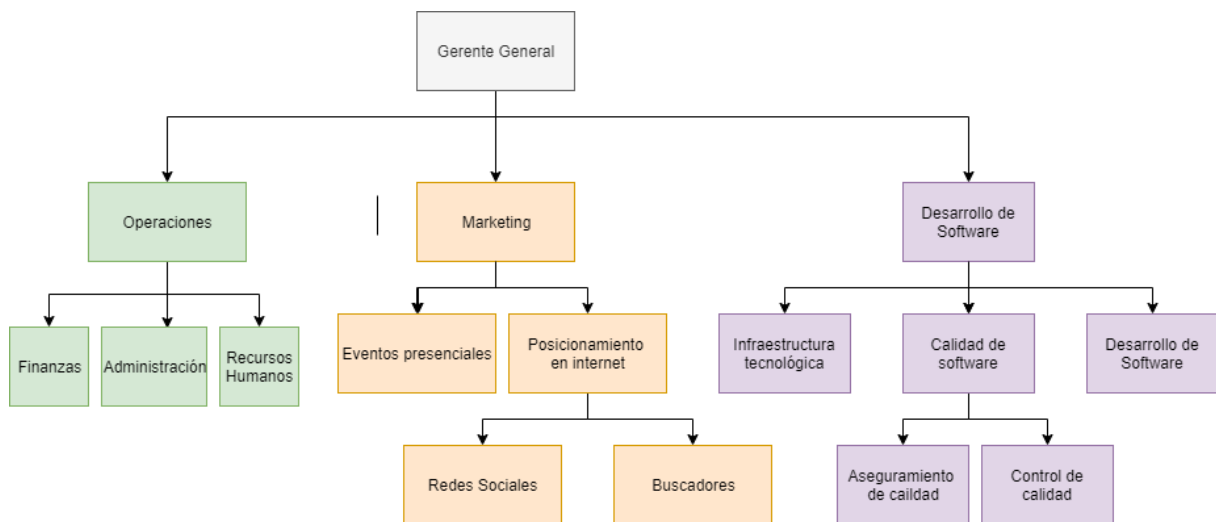 Gerente General
Operaciones
Marketing
Desarrollo de
Software
Finanzas
Administración
Recursos
Humanos
Eventos presenciales
Posicionamiento
en internet
Infraestructura
tecnológica
Calidad de
software
Desarrollo de
Software
Redes Sociales
Buscadores
Aseguramiento
de caildad
Control de
calidad